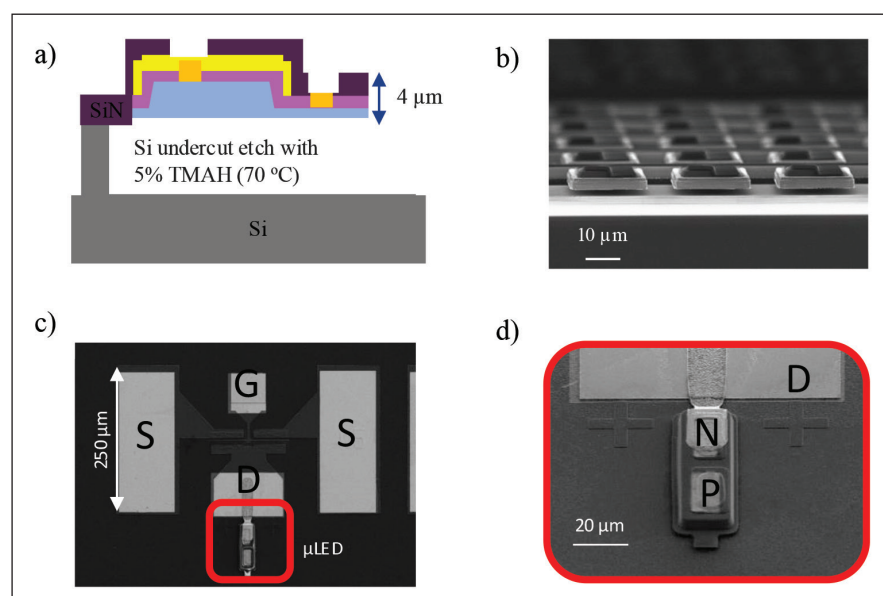 a)
SiN
4 µm
Si undercut etch with
5% TMAH (70 °C)
Si
b)
10 µm
c)
250 µm
S
G
S
D
µLED
d)
D
N
P
20 µm